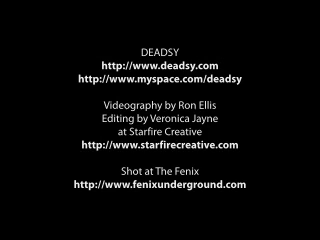 DEADSY
http://www.deadsy.com
http://www.myspace.com/deadsy
Videography by Ron Ellis
Editing by Veronica Jayne
at Starfire Creative
http://www.starfirecreative.com
Shot at The Fenix
http://www.fenixunderground.com